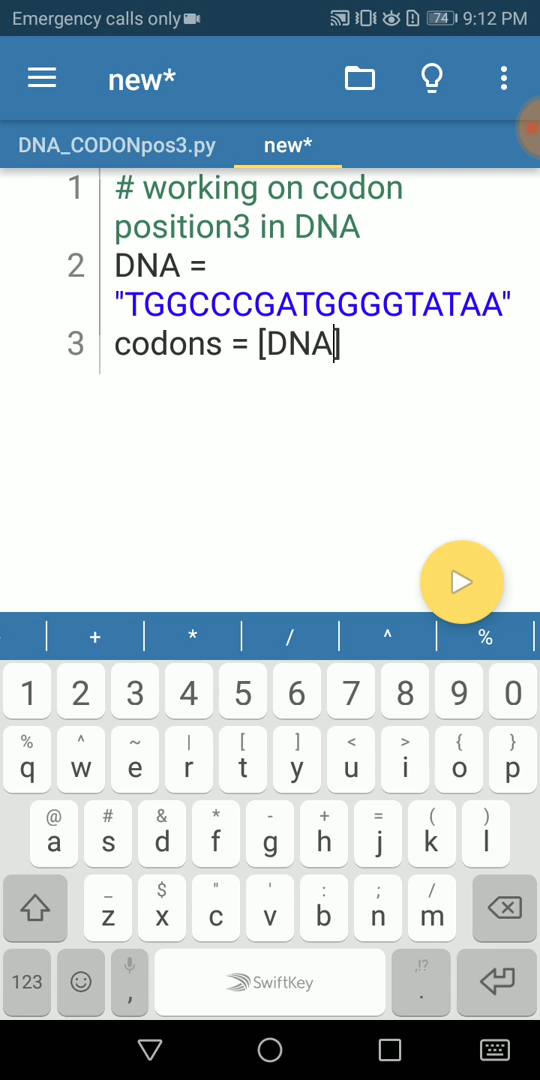 Emergency calls only 74 9:12 PM
new*
DNA_CODONpos3.py new*
1 # working on codon
position3 in DNA
2 DNA =
"TGGCCCGATGGGGTATAA"
3 codons = [DNA]
+ * / ^ %
1 2 3 4 5 6 7 8 9 0
% ^ ~ | [ ] < > { }
q w e r t y u i o p
@ # & * - + = ( )
a s d f g h j k l
_ $ " ' : ; /
z x c v b n m
,!?
123 , SwiftKey .